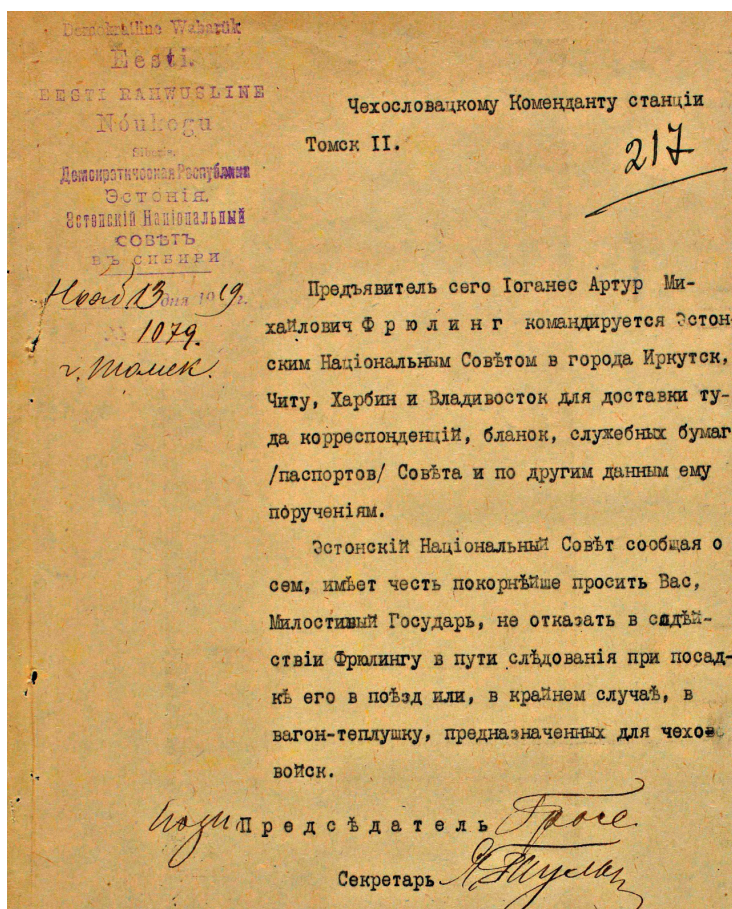 Demokratline Wabariik
Eesti.
EESTI RAHWUSLINE
Nóukogu
Siberis.
Демократическая Республика
Эстонія.
Эстонскій Національный
СОВѢТЪ
ВЪ СИБИРИ
Нояб 13 дня 1919 г.
№ 1079.
г. Томск.
Чехословацкому Коменданту станціи
Томск II.
217
Предъявитель сего Іоганес Артур Ми-
хайлович Фрюлинг командируется Эстон-
ским Національным Совѣтом в города Иркутск,
Читу, Харбин и Владивосток для доставки ту-
да корреспонденцій, бланок, служебных бумаг
/паспортов/ Совѣта и по другим данным ему
порученіям.
Эстонскій Національный Совѣт сообщая о
сем, имѣет честь покорнѣйше просить Вас,
Милостивый Государь, не отказать в содѣй-
ствіи Фрюлингу в пути слѣдованія при посад-
кѣ его в поѣзд или, в крайнем случаѣ, в
вагон-теплушку, предназначенных для чехов
войск.
Предсѣдатель
Секретарь